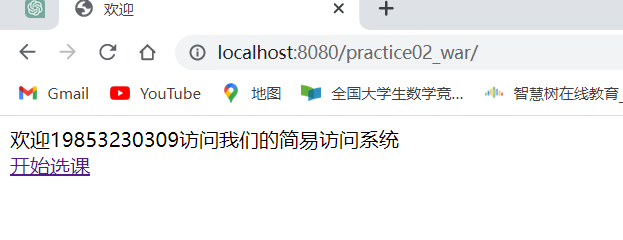 欢迎
localhost:8080/practice02_war/
Gmail YouTube 地图 全国大学生数学竞... 智慧树在线教育_
欢迎19853230309访问我们的简易访问系统
开始选课